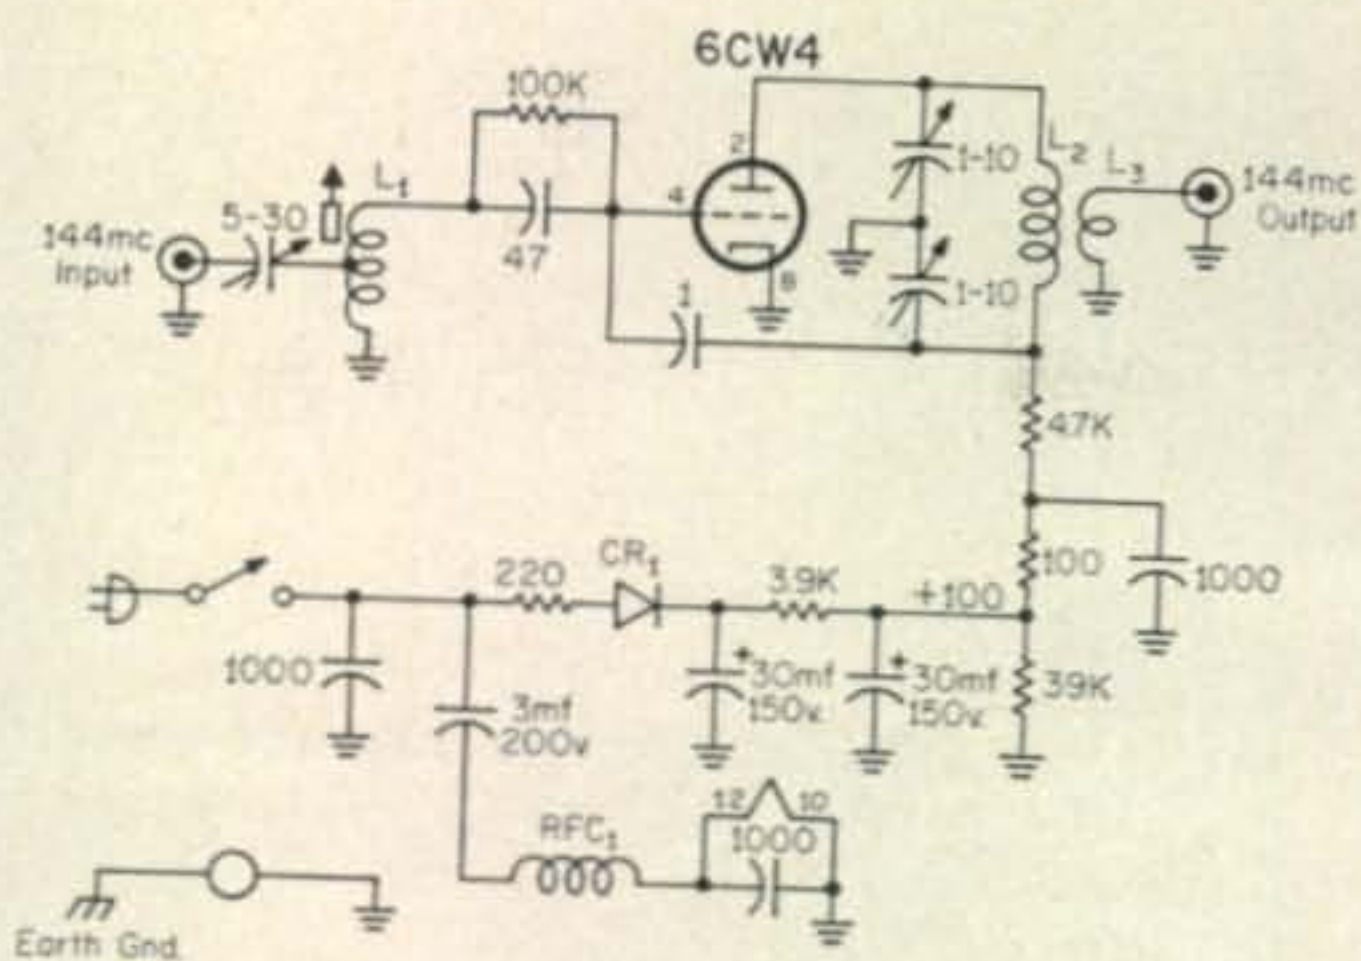 6CW4
100K
L1
5-30
144mc
Input
47
4
2
8
1
1-10
1-10
L2
L3
144mc
Output
47K
100
1000
+100
39K
220
CR1
3.9K
1000
3mf
200v
+
30mf
150v.
+
30mf
150v.
RFC1
12
10
1000
Earth Gnd.